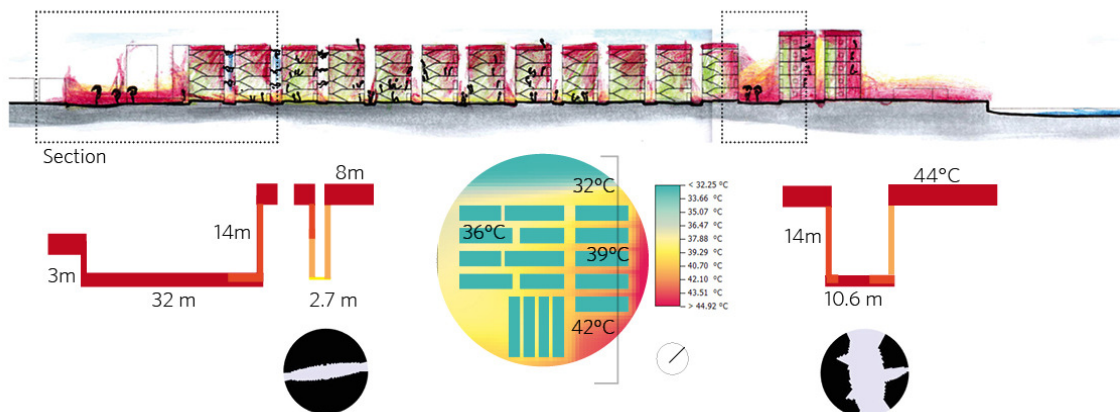 Section
8m
14m
3m
32 m
2.7 m
32°C
36°C
39°C
42°C
< 32.25 °C
33.66 °C
35.07 °C
36.47 °C
37.88 °C
39.29 °C
40.70 °C
42.10 °C
43.51 °C
> 44.92 °C
44°C
14m
10.6 m